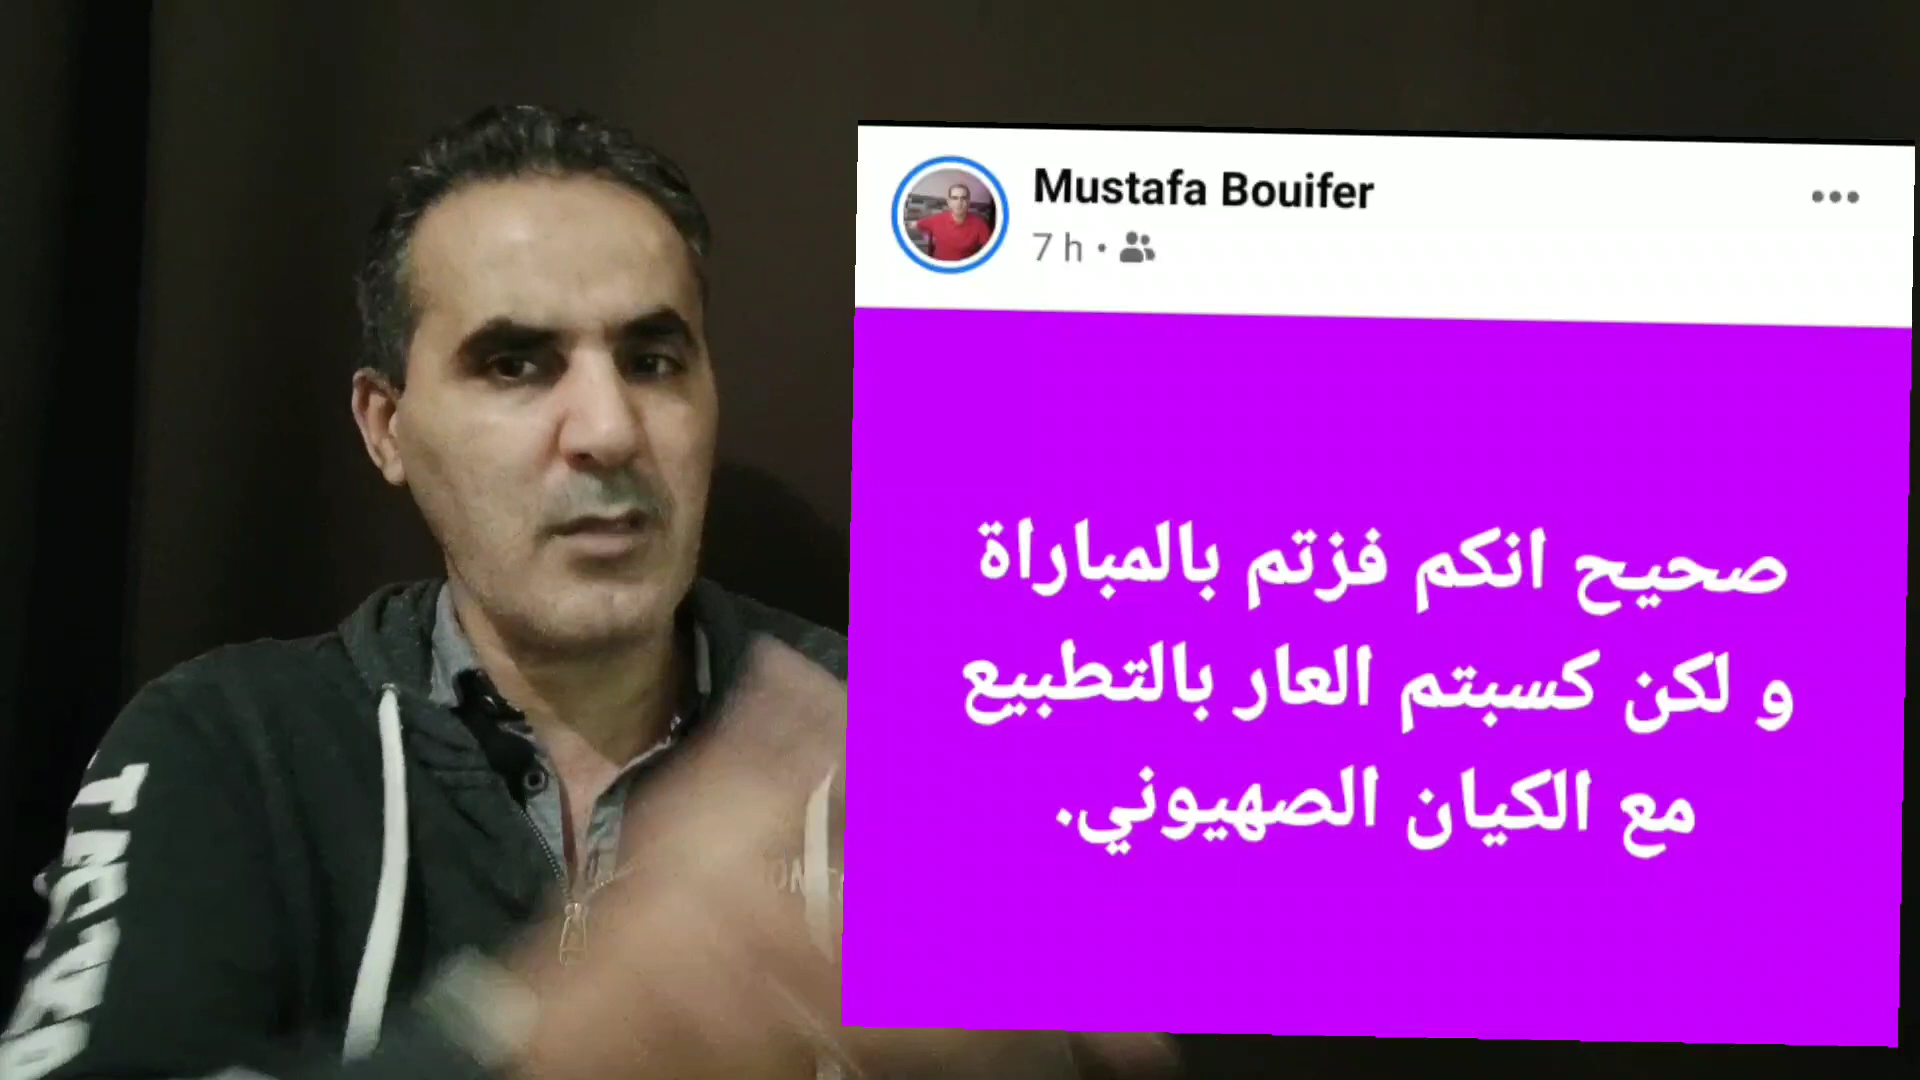 Mustafa Bouifer
7 h
صحيح انكم فزتم بالمباراة
و لكن كسبتم العار بالتطبيع
مع الكيان الصهيوني.